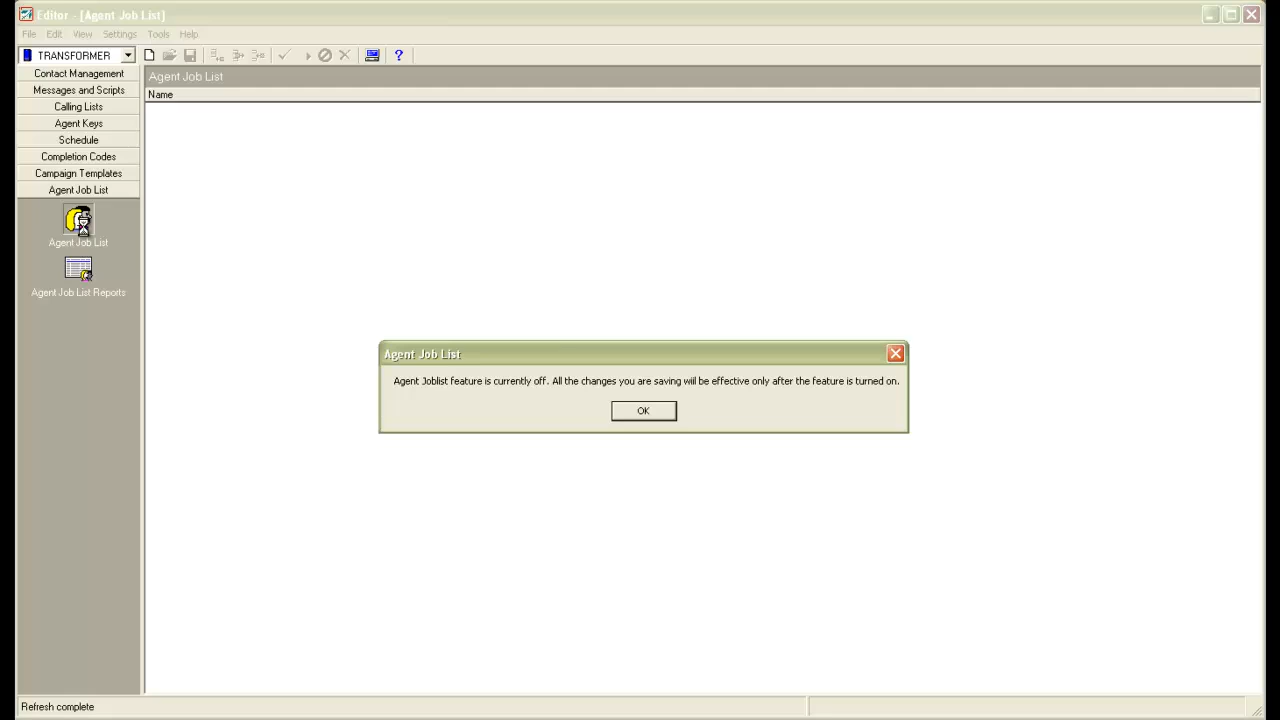 Editor - [Agent Job List]
File Edit View Settings Tools Help
TRANSFORMER
Contact Management
Messages and Scripts
Calling Lists
Agent Keys
Schedule
Completion Codes
Campaign Templates
Agent Job List
Agent Job List
Agent Job List Reports
Agent Job List
Name
Agent Job List
Agent Joblist feature is currently off. All the changes you are saving wiil be effective only after the feature is turned on.
OK
Refresh complete